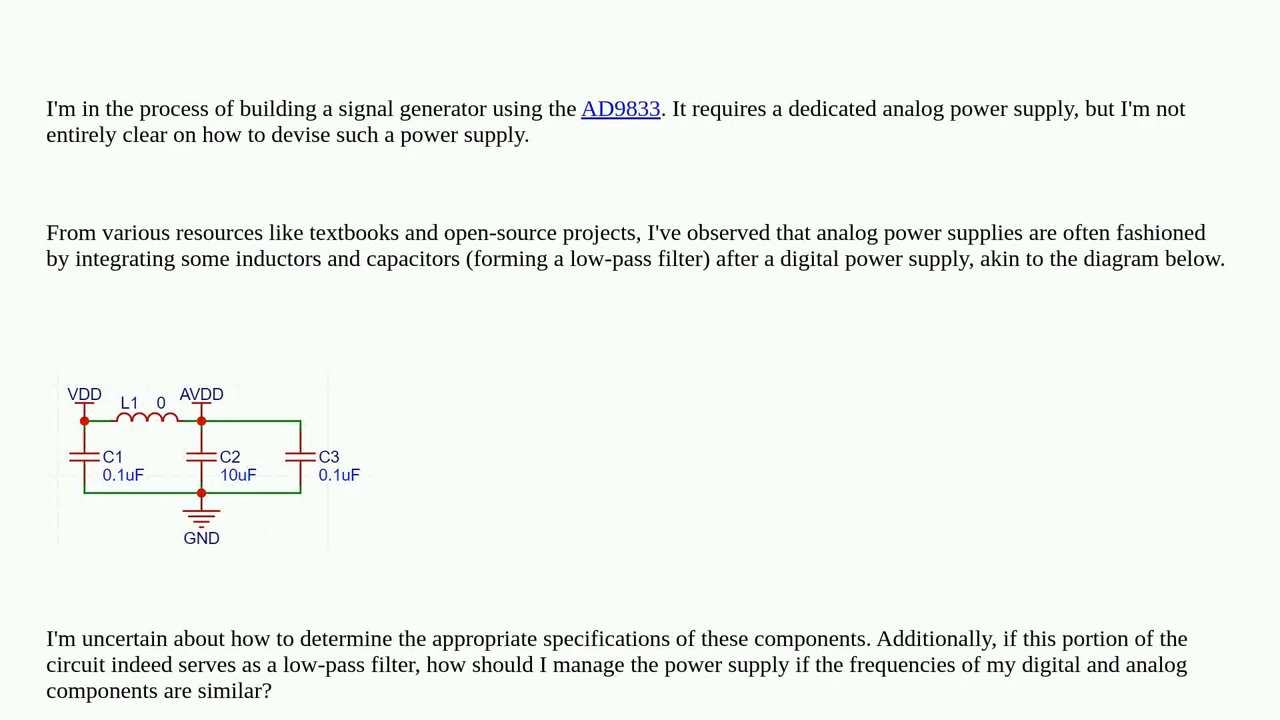 I'm in the process of building a signal generator using the AD9833. It requires a dedicated analog power supply, but I'm not
entirely clear on how to devise such a power supply.
From various resources like textbooks and open-source projects, I've observed that analog power supplies are often fashioned
by integrating some inductors and capacitors (forming a low-pass filter) after a digital power supply, akin to the diagram below.
VDD L1 0 AVDD
C1 C2 C3
0.1uF 10uF 0.1uF
GND
I'm uncertain about how to determine the appropriate specifications of these components. Additionally, if this portion of the
circuit indeed serves as a low-pass filter, how should I manage the power supply if the frequencies of my digital and analog
components are similar?